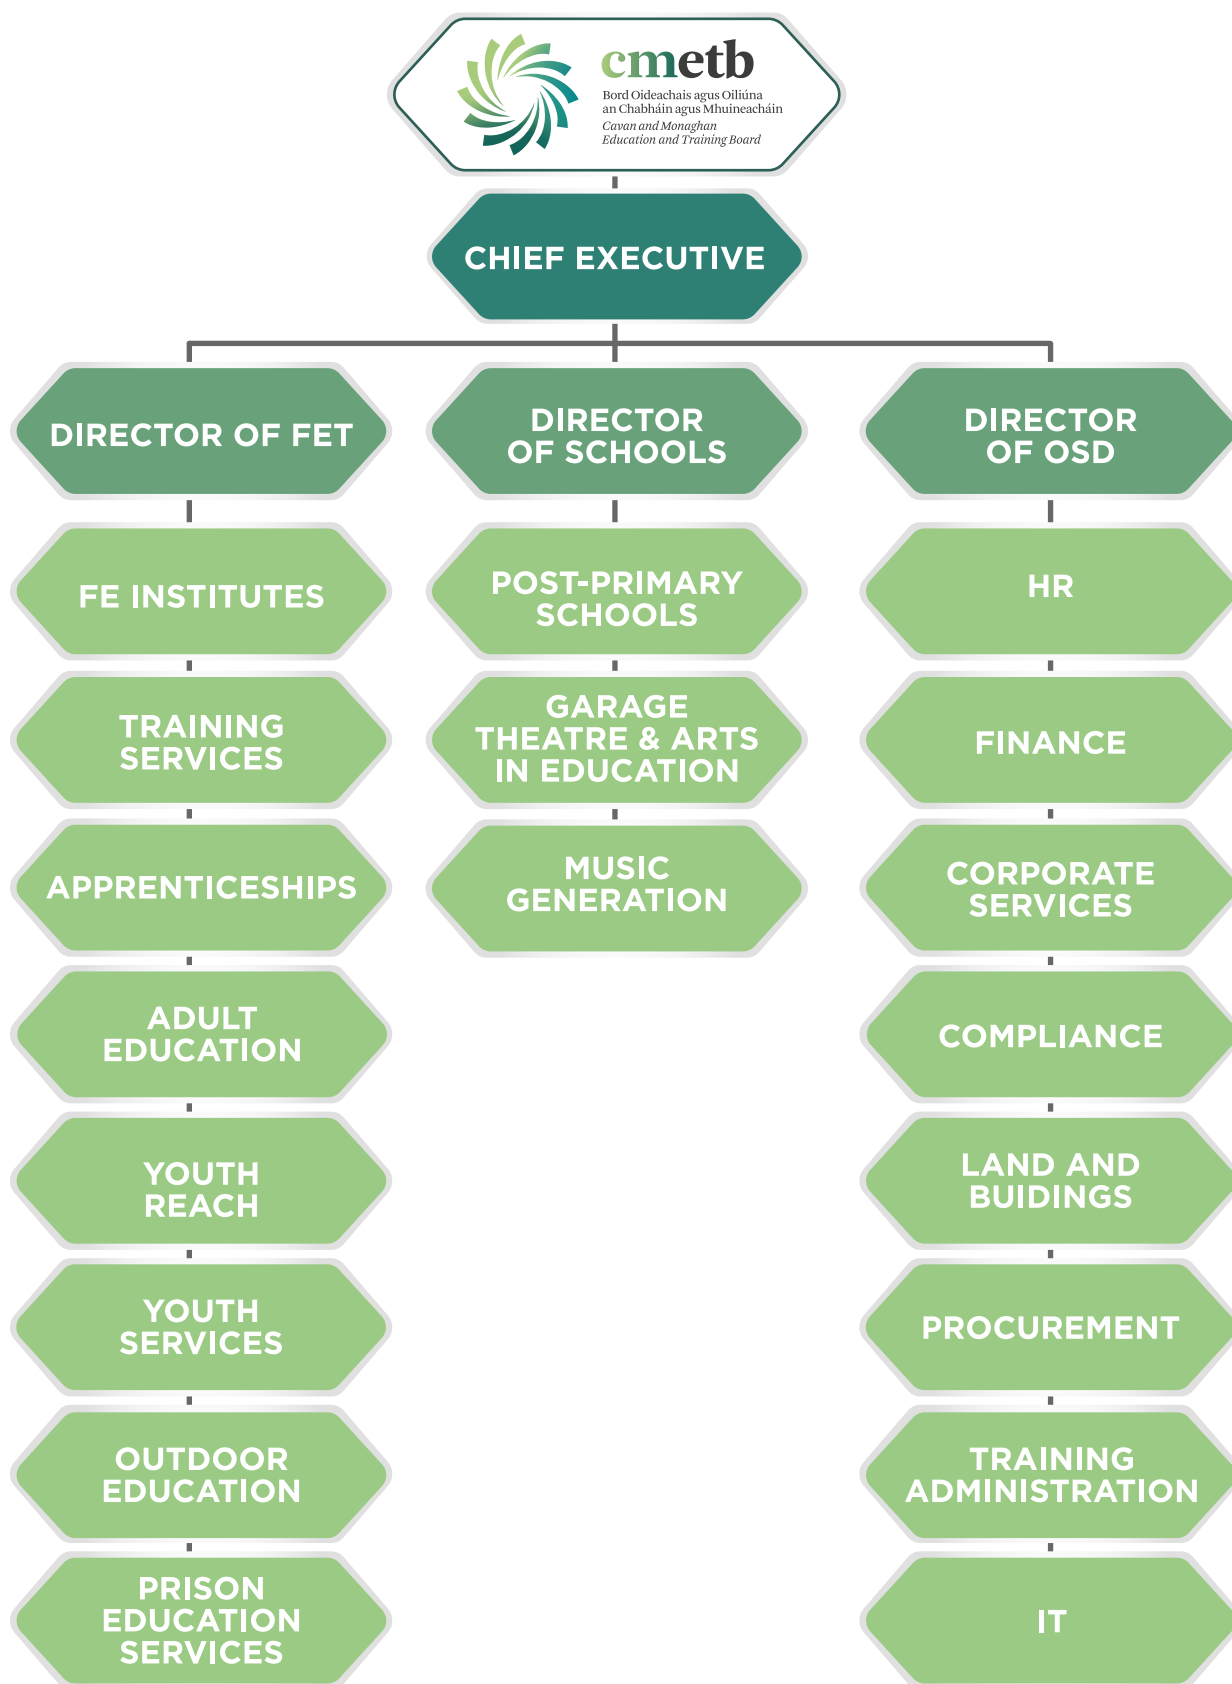 cmetb
Bord Oideachais agus Oiliúna
an Chabháin agus Mhuineacháin
Cavan and Monaghan
Education and Training Board
CHIEF EXECUTIVE
DIRECTOR OF FET
FE INSTITUTES
TRAINING
SERVICES
APPRENTICESHIPS
ADULT
EDUCATION
YOUTH
REACH
YOUTH
SERVICES
OUTDOOR
EDUCATION
PRISON
EDUCATION
SERVICES
DIRECTOR
OF SCHOOLS
POST-PRIMARY
SCHOOLS
GARAGE
THEATRE & ARTS
IN EDUCATION
MUSIC
GENERATION
DIRECTOR
OF OSD
HR
FINANCE
CORPORATE
SERVICES
COMPLIANCE
LAND AND
BUIDINGS
PROCUREMENT
TRAINING
ADMINISTRATION
IT